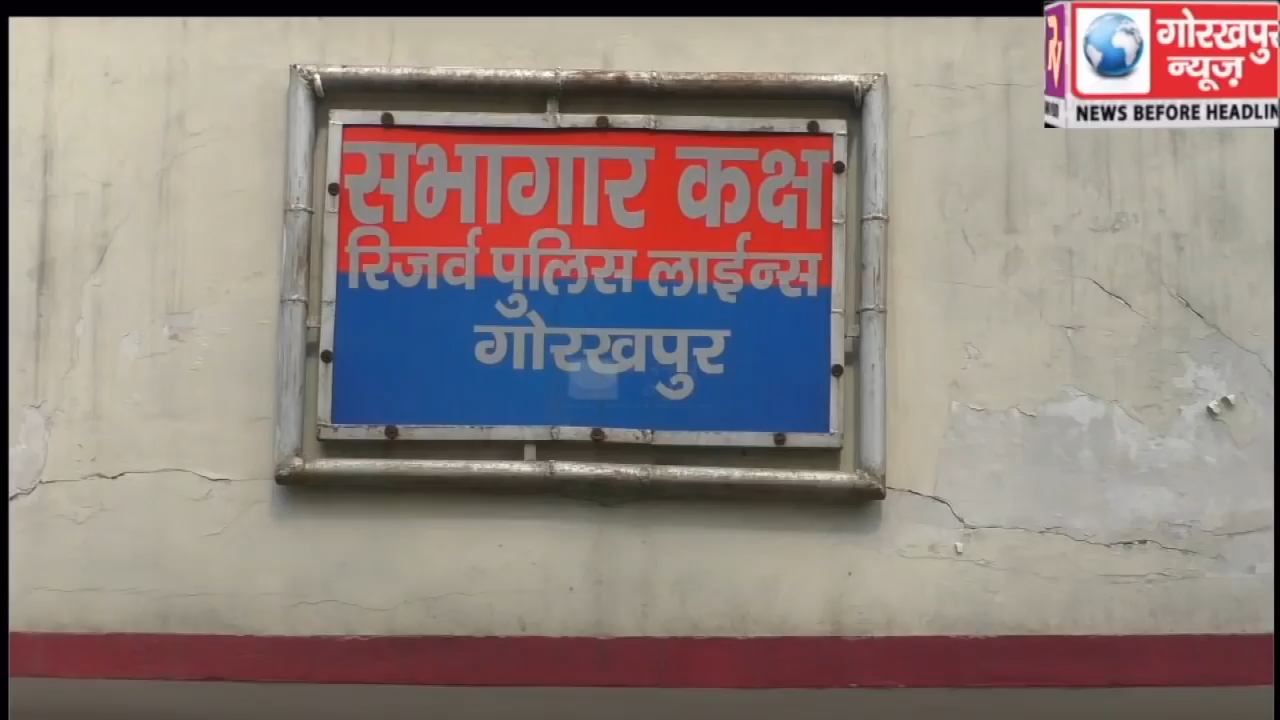 गोरखपुर
न्यूज़
NEWS BEFORE HEADLIN
सभागार कक्ष
रिजर्व पुलिस लाईन्स
गोरखपुर